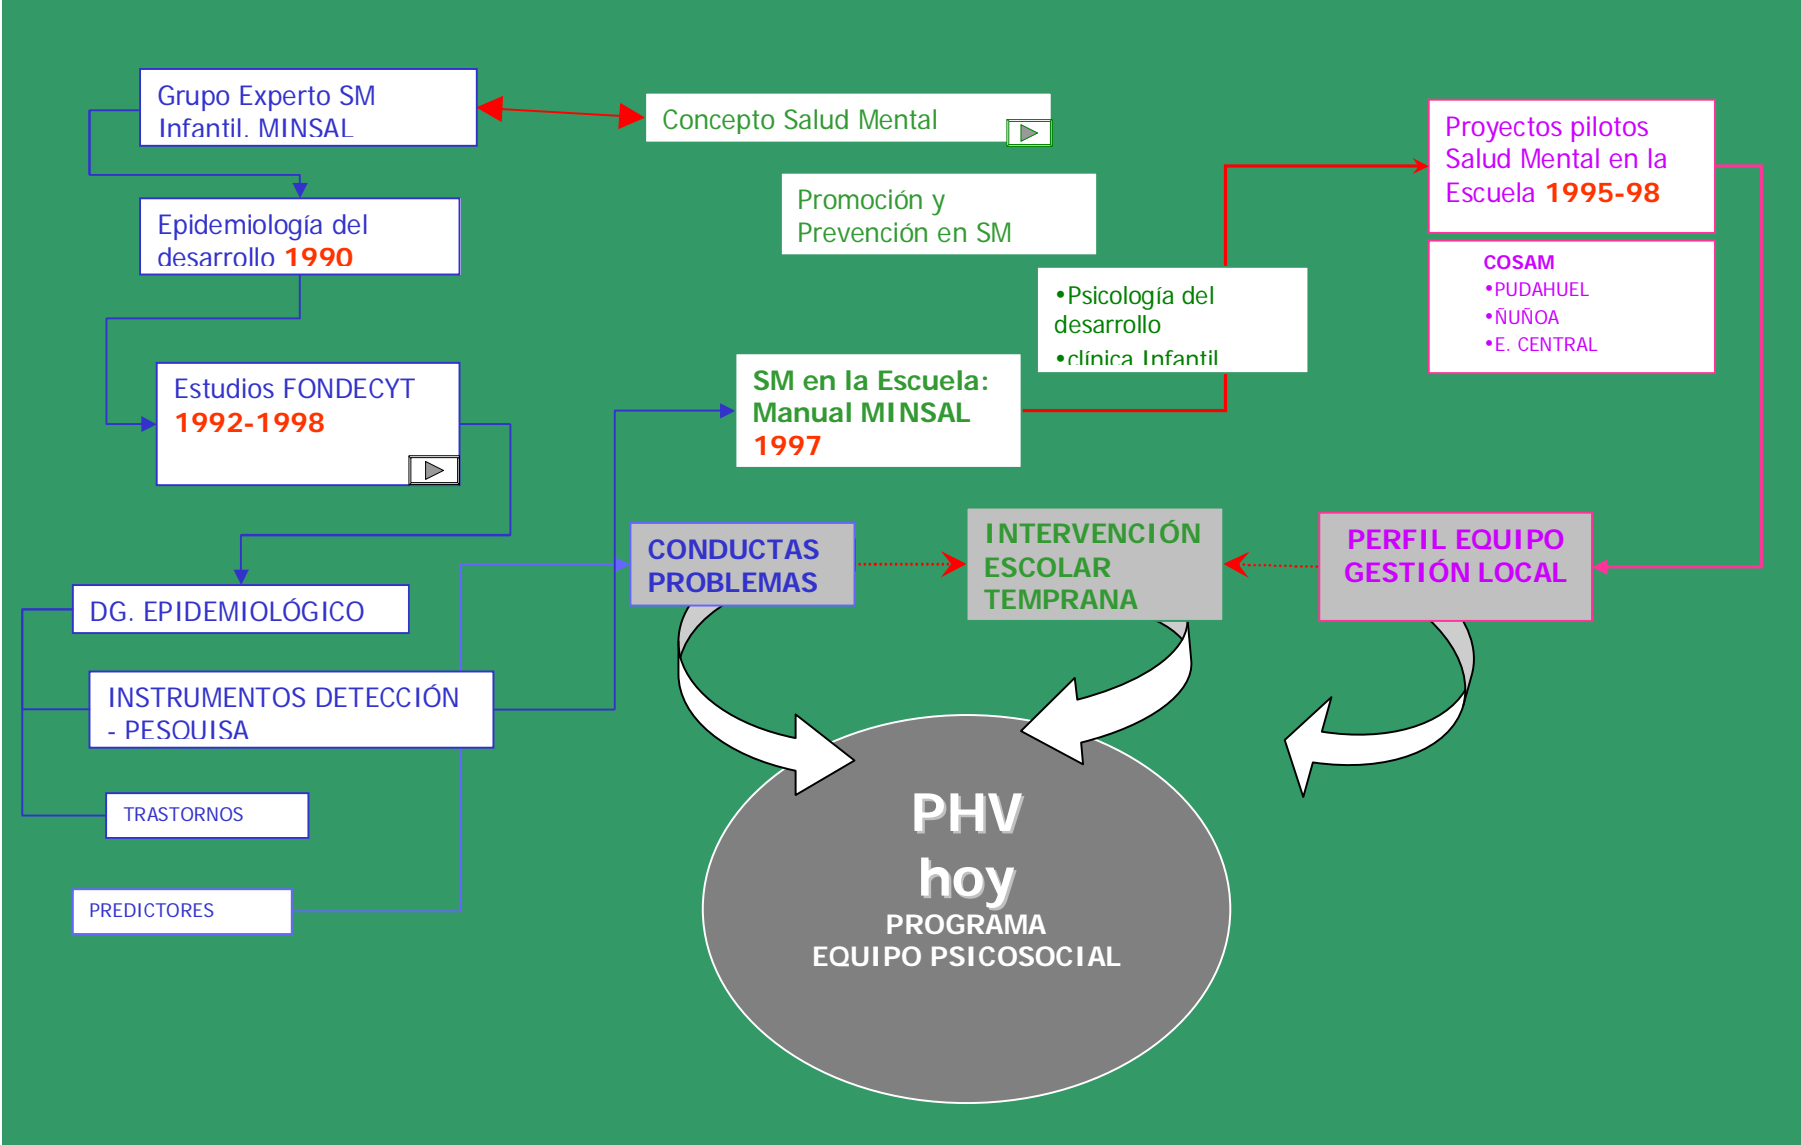 Grupo Experto SM
Infantil. MINSAL
Concepto Salud Mental
Proyectos pilotos
Salud Mental en la
Escuela 1995-98
Promoción y
Prevención en SM
Epidemiología del
desarrollo 1990
COSAM
•PUDAHUEL
•ÑUÑOA
•E. CENTRAL
•Psicología del
desarrollo
•clínica Infantil
Estudios FONDECYT
1992-1998
SM en la Escuela:
Manual MINSAL
1997
CONDUCTAS
PROBLEMAS
INTERVENCIÓN
ESCOLAR
TEMPRANA
PERFIL EQUIPO
GESTIÓN LOCAL
DG. EPIDEMIOLÓGICO
INSTRUMENTOS DETECCIÓN
- PESQUISA
TRASTORNOS
PREDICTORES
PHV
hoy
PROGRAMA
EQUIPO PSICOSOCIAL